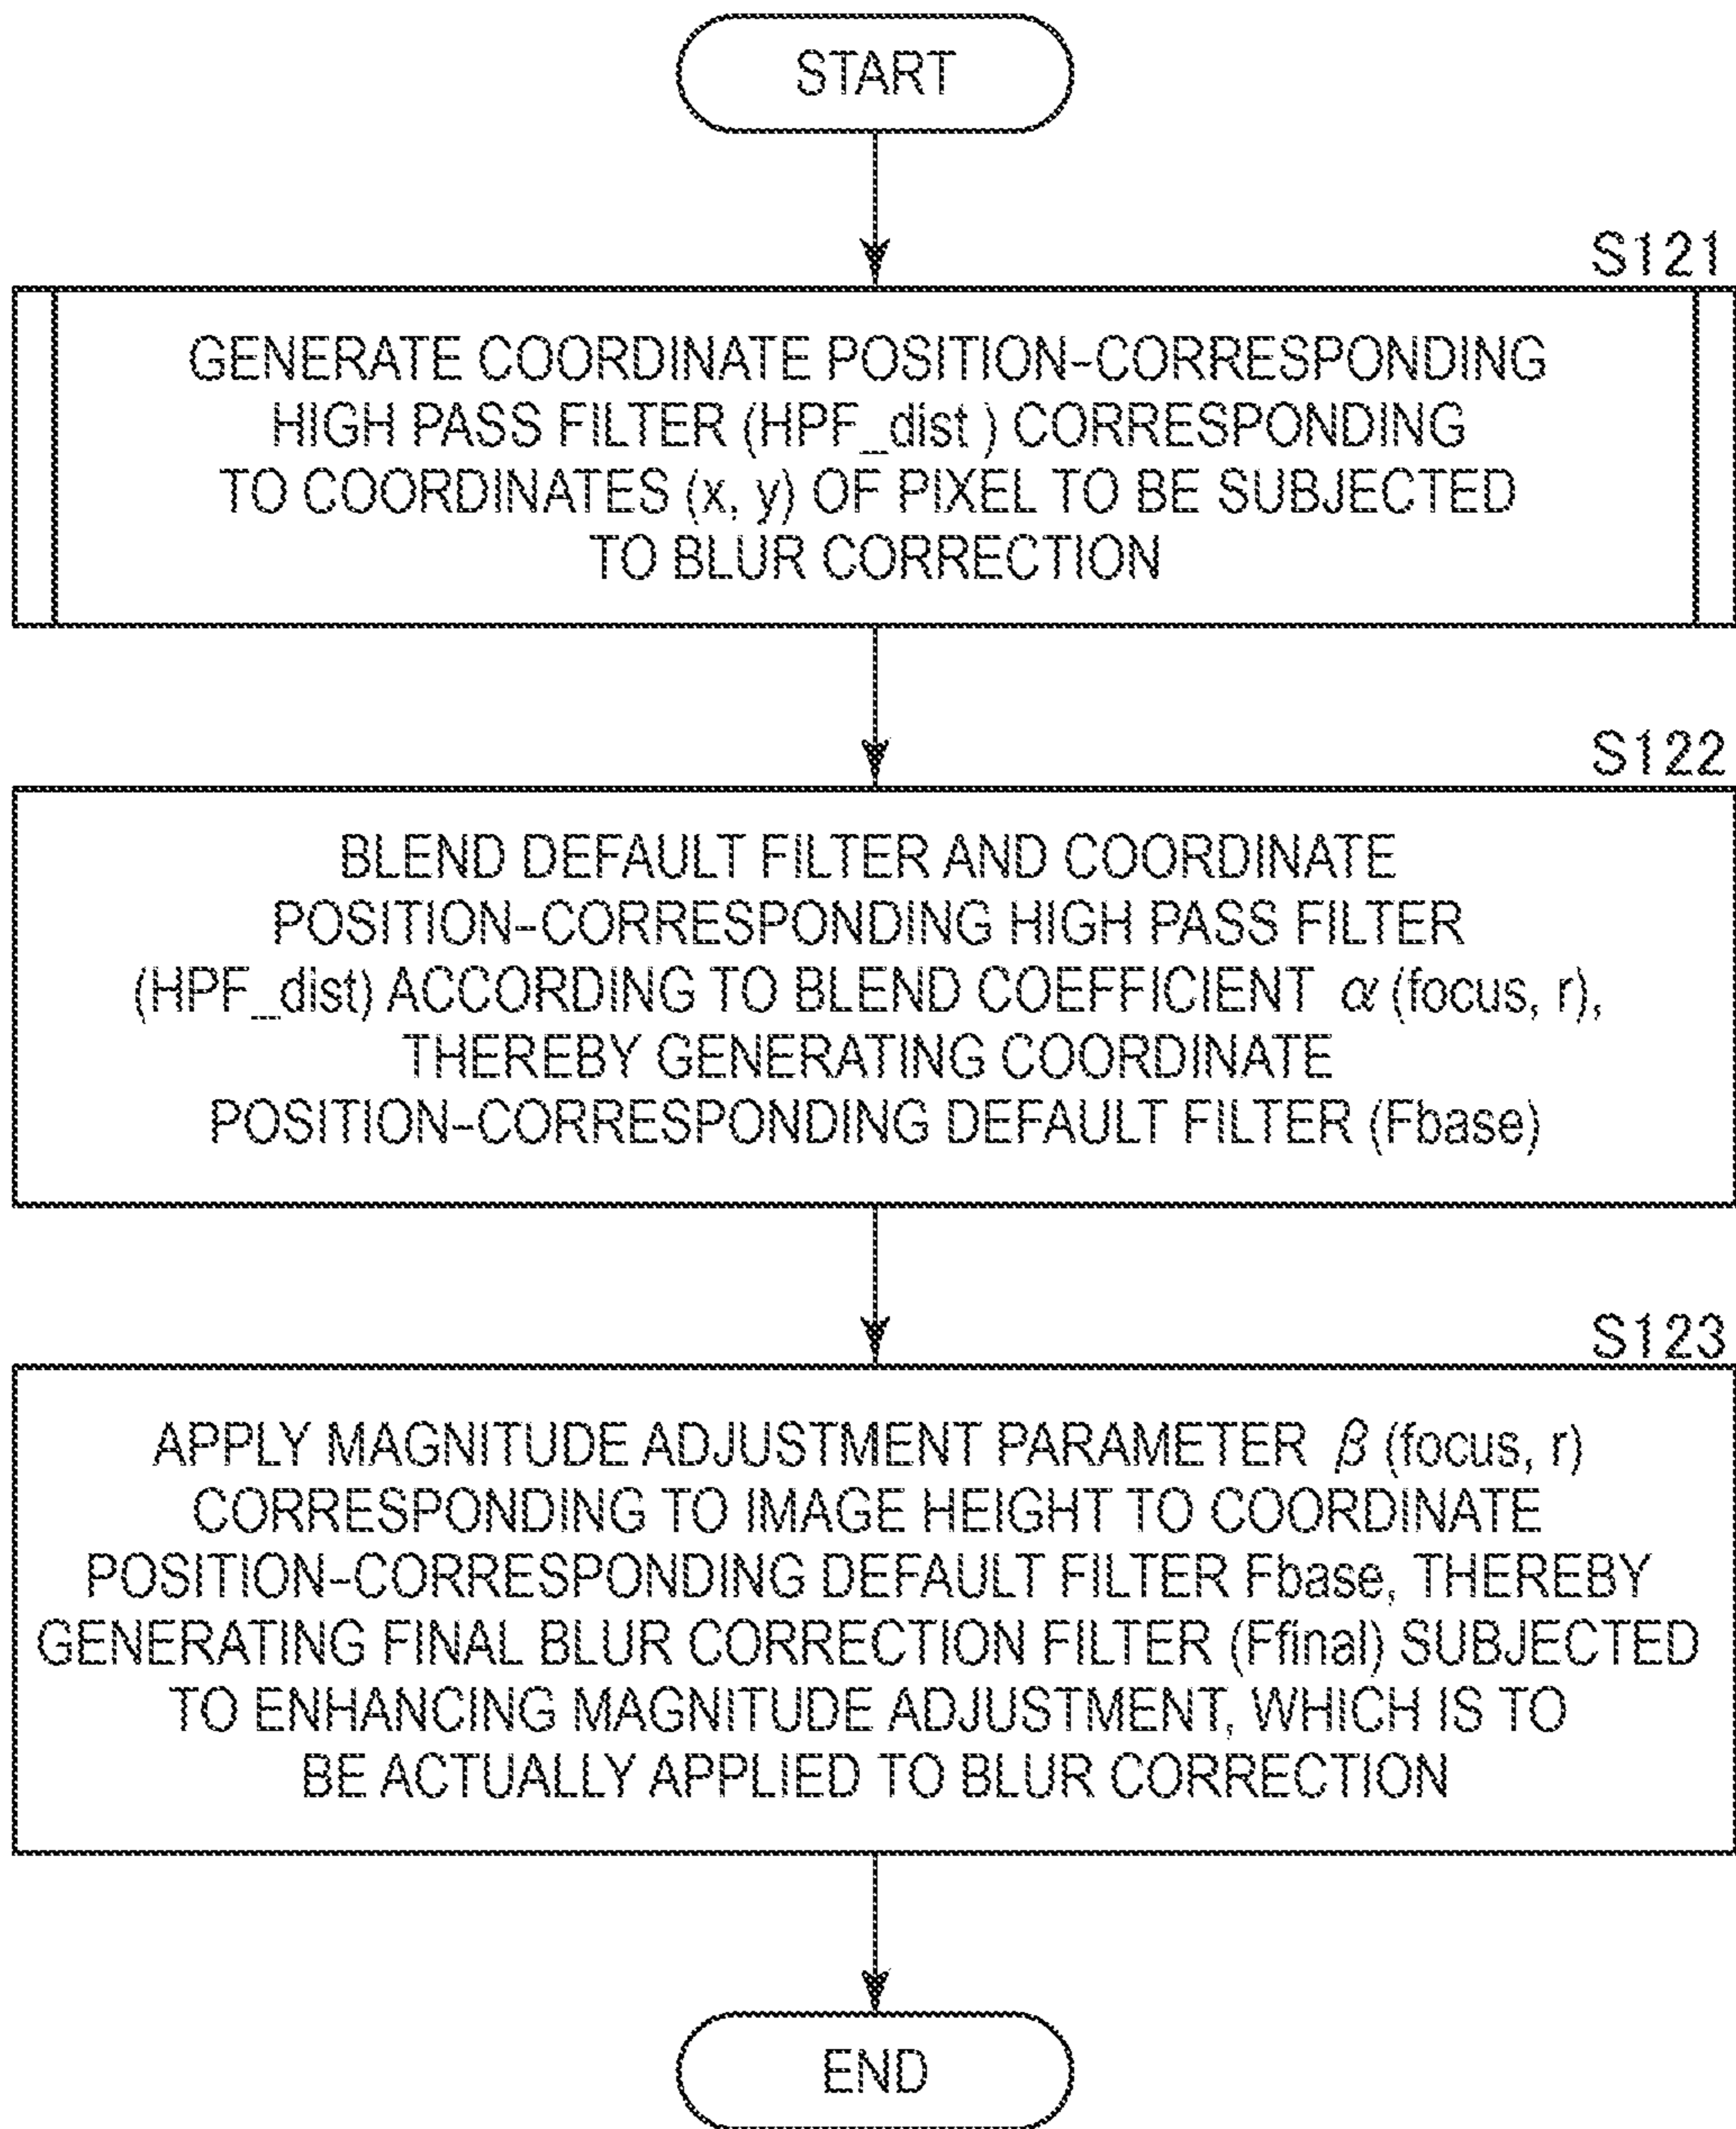 START
S121
GENERATE COORDINATE POSITION-CORRESPONDING
HIGH PASS FILTER (HPF_dist ) CORRESPONDING
TO COORDINATES (x, y) OF PIXEL TO BE SUBJECTED
TO BLUR CORRECTION
S122
BLEND DEFAULT FILTER AND COORDINATE
POSITION-CORRESPONDING HIGH PASS FILTER
(HPF_dist) ACCORDING TO BLEND COEFFICIENT α (focus, r),
THEREBY GENERATING COORDINATE
POSITION-CORRESPONDING DEFAULT FILTER (Fbase)
S123
APPLY MAGNITUDE ADJUSTMENT PARAMETER β (focus, r)
CORRESPONDING TO IMAGE HEIGHT TO COORDINATE
POSITION-CORRESPONDING DEFAULT FILTER Fbase, THEREBY
GENERATING FINAL BLUR CORRECTION FILTER (Ffinal) SUBJECTED
TO ENHANCING MAGNITUDE ADJUSTMENT, WHICH IS TO
BE ACTUALLY APPLIED TO BLUR CORRECTION
END